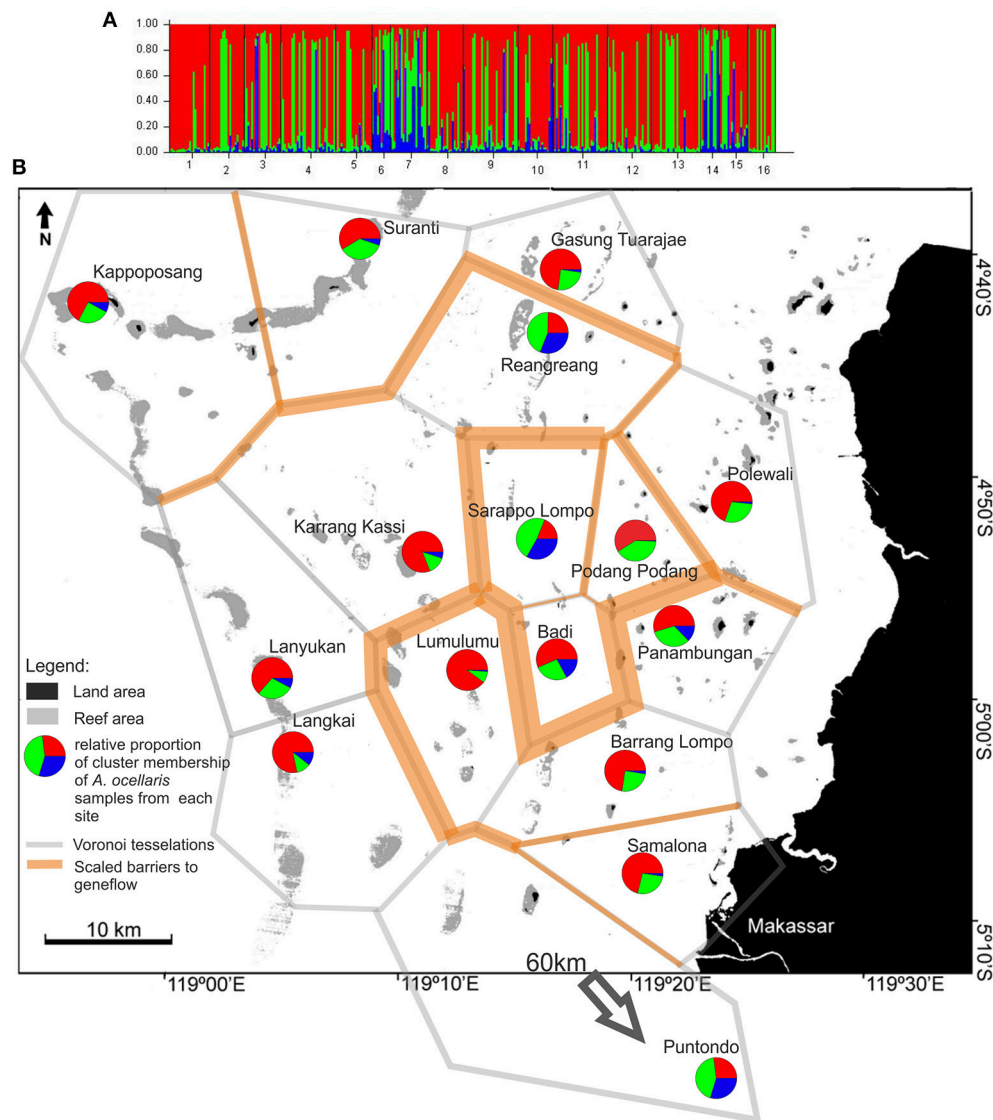 A
1.00
0.80
0.60
0.40
0.20
0.00
1 2 3 4 5 6 7 8 9 10 11 12 13 14 15 16
B
N
Suranti
Gasung Tuarajae
Kappoposang
4°40'S
Reangreang
Polewali
4°50'S
Sarappo Lompo
Karrang Kassi
Podang Podang
Badi
Lumulumu
Panambungan
Lanyukan
Legend:
Land area
Reef area
relative proportion
of cluster membership
of A. ocellaris
samples from each
site
Voronoi tesselations
Scaled barriers to
geneflow
Langkai
5°00'S
Barrang Lompo
Samalona
10 km
Makassar
5°10'S
60km
119°00'E
119°10'E
119°20'E
119°30'E
Puntondo